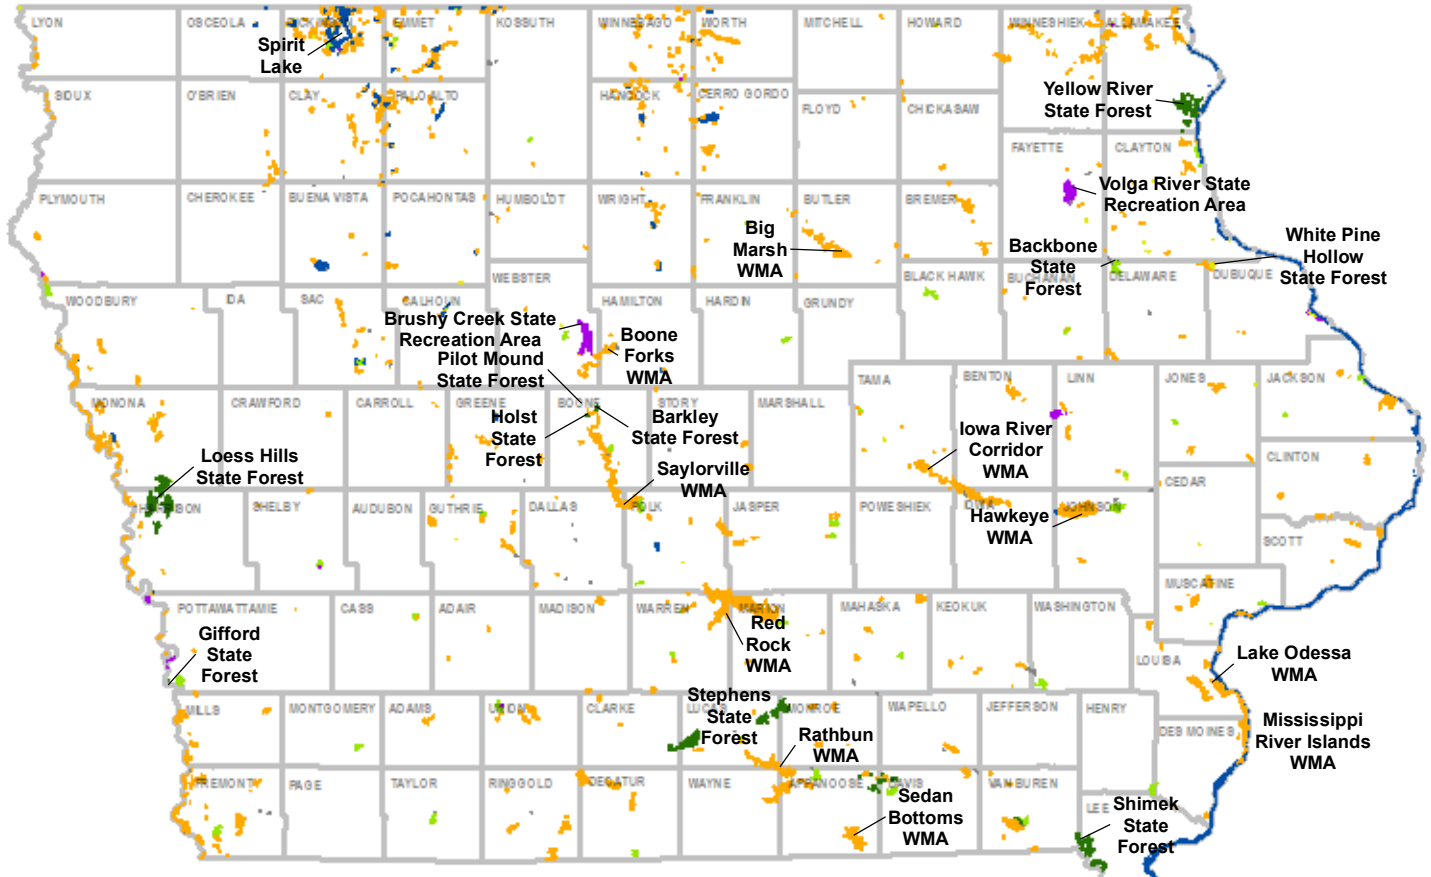 LYON
OSCEOLA
DICKINSON
EMMET
KOSSUTH
WINNEBAGO
WORTH
MITCHELL
HOWARD
WINNESHIEK
ALLAMAKEE
Spirit
Lake
SIOUX
O'BRIEN
CLAY
PALO ALTO
HANCOCK
CERRO GORDO
FLOYD
CHICKASAW
Yellow River
State Forest
FAYETTE
CLAYTON
PLYMOUTH
CHEROKEE
BUENA VISTA
POCAHONTAS
HUMBOLDT
WRIGHT
FRANKLIN
BUTLER
BREMER
Volga River State
Recreation Area
Big
Marsh
WMA
Backbone
State
Forest
White Pine
Hollow
State Forest
WEBSTER
BLACK HAWK
BUCHANAN
DELAWARE
DUBUQUE
WOODBURY
IDA
SAC
CALHOUN
HAMILTON
HARDIN
GRUNDY
Brushy Creek State
Recreation Area
Boone
Forks
WMA
Pilot Mound
State Forest
TAMA
BENTON
LINN
JONES
JACKSON
MONONA
CRAWFORD
CARROLL
GREENE
BOONE
STORY
MARSHALL
Holst
State
Forest
Barkley
State Forest
Iowa River
Corridor
WMA
Loess Hills
State Forest
Saylorville
WMA
CLINTON
CEDAR
HARRISON
SHELBY
AUDUBON
GUTHRIE
DALLAS
POLK
JASPER
POWESHIEK
IOWA
JOHNSON
Hawkeye
WMA
SCOTT
MUSCATINE
POTTAWATTAMIE
CASS
ADAIR
MADISON
WARREN
MARION
MAHASKA
KEOKUK
WASHINGTON
Red
Rock
WMA
Gifford
State
Forest
LOUISA
Lake Odessa
WMA
MILLS
MONTGOMERY
ADAMS
UNION
CLARKE
LUCAS
MONROE
WAPELLO
JEFFERSON
HENRY
DES MOINES
Stephens
State
Forest
Mississippi
River Islands
WMA
Rathbun
WMA
FREMONT
PAGE
TAYLOR
RINGGOLD
DECATUR
WAYNE
APPANOOSE
DAVIS
VAN BUREN
LEE
Sedan
Bottoms
WMA
Shimek
State
Forest